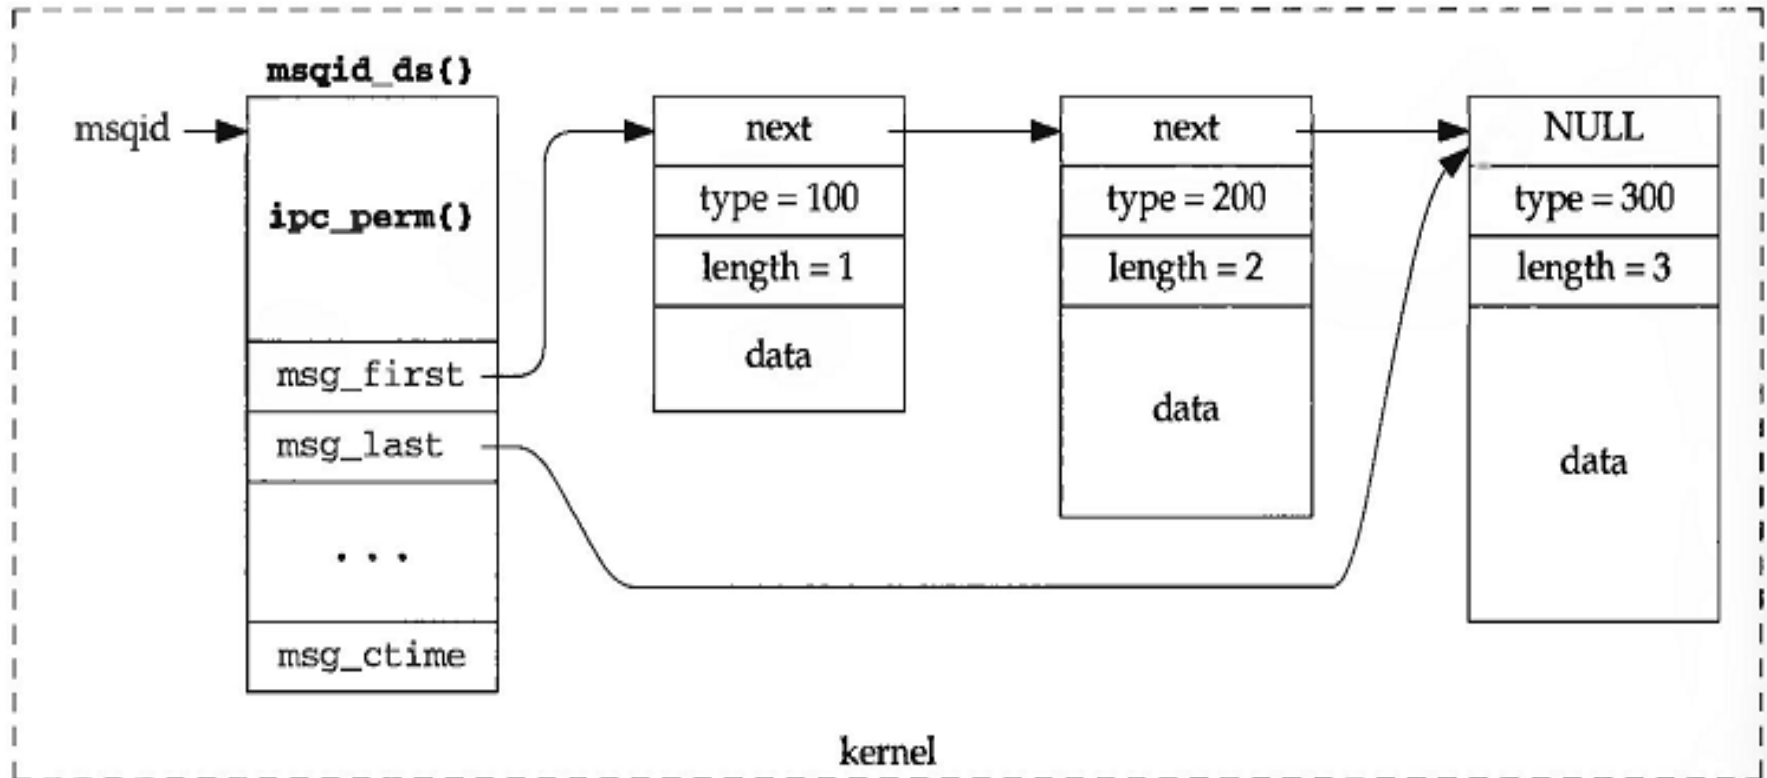 msqid_ds{}
msqid
ipc_perm{}
msg_first
msg_last
...
msg_ctime
next
type = 100
length = 1
data
next
type = 200
length = 2
data
NULL
type = 300
length = 3
data
kernel